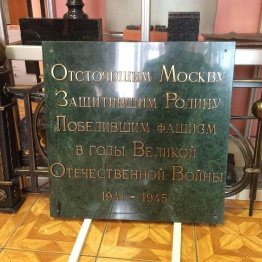 Отстоявшим Москву
Защитившим Родину
Победившим фашизм
в годы Великой
Отечественной Войны
1941 - 1945